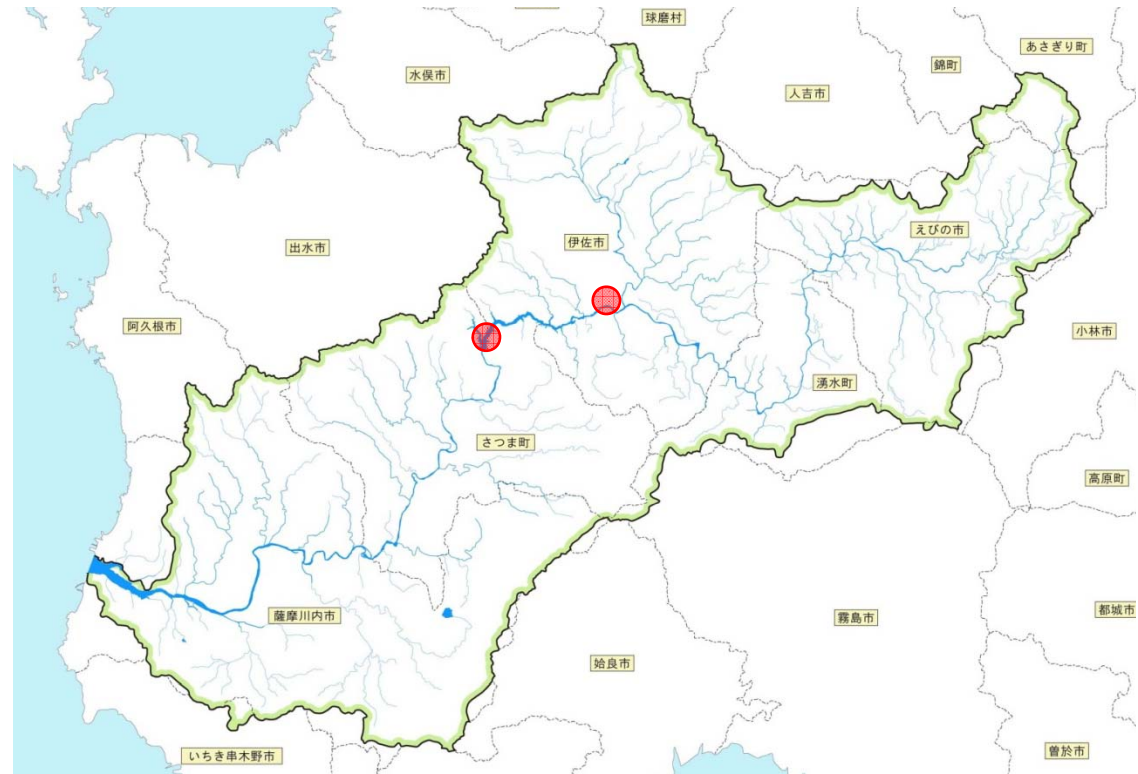 球磨村
あさぎり町
錦町
水俣市
人吉市
えびの市
伊佐市
出水市
阿久根市
小林市
湧水町
さつま町
高原町
都城市
薩摩川内市
霧島市
姶良市
いちき串木野市
曽於市